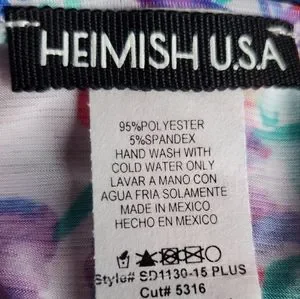 HEIMISH U.S.A
95%POLYESTER
5%SPANDEX
HAND WASH WITH
COLD WATER ONLY
LAVAR A MANO CON
AGUA FRIA SOLAMENTE
MADE IN MEXICO
HECHO EN MEXICO
Style# SD1130-15 PLUS
Cut# 5316